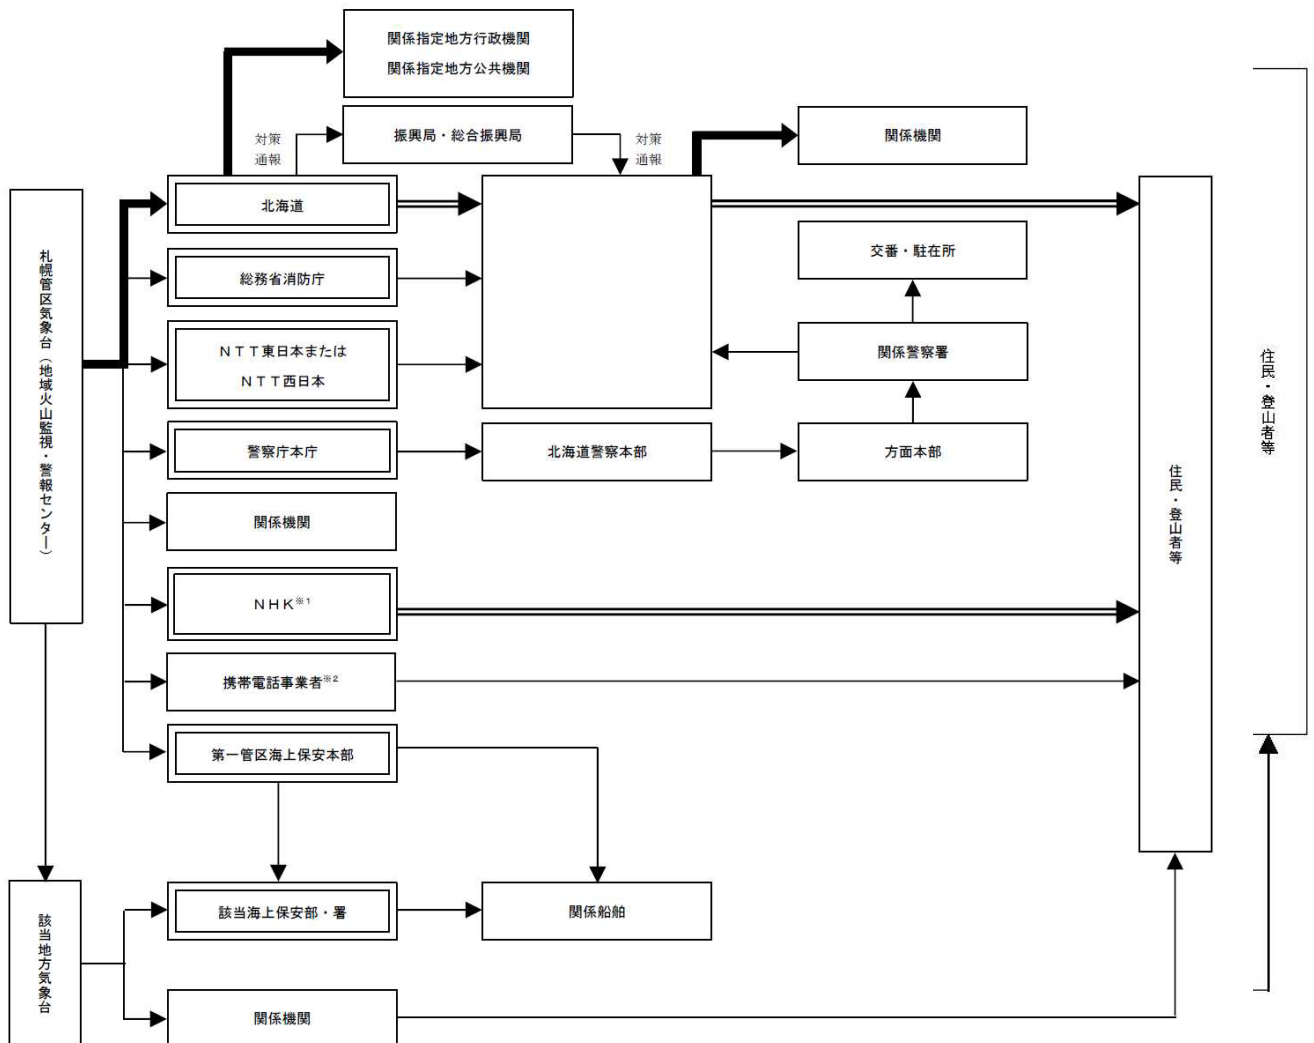 関係指定地方行政機関
関係指定地方公共機関
対策
通報
振興局・総合振興局
対策
通報
関係機関
北海道
札幌管区気象台（地域火山監視・警報センター）
総務省消防庁
交番・駐在所
ＮＴＴ東日本または
ＮＴＴ西日本
関係警察署
警察庁本庁
北海道警察本部
方面本部
関係機関
ＮＨＫ※１
携帯電話事業者※２
第一管区海上保安本部
住民・登山者等
住民・登山者等
該当地方気象台
該当海上保安部・署
関係船舶
関係機関